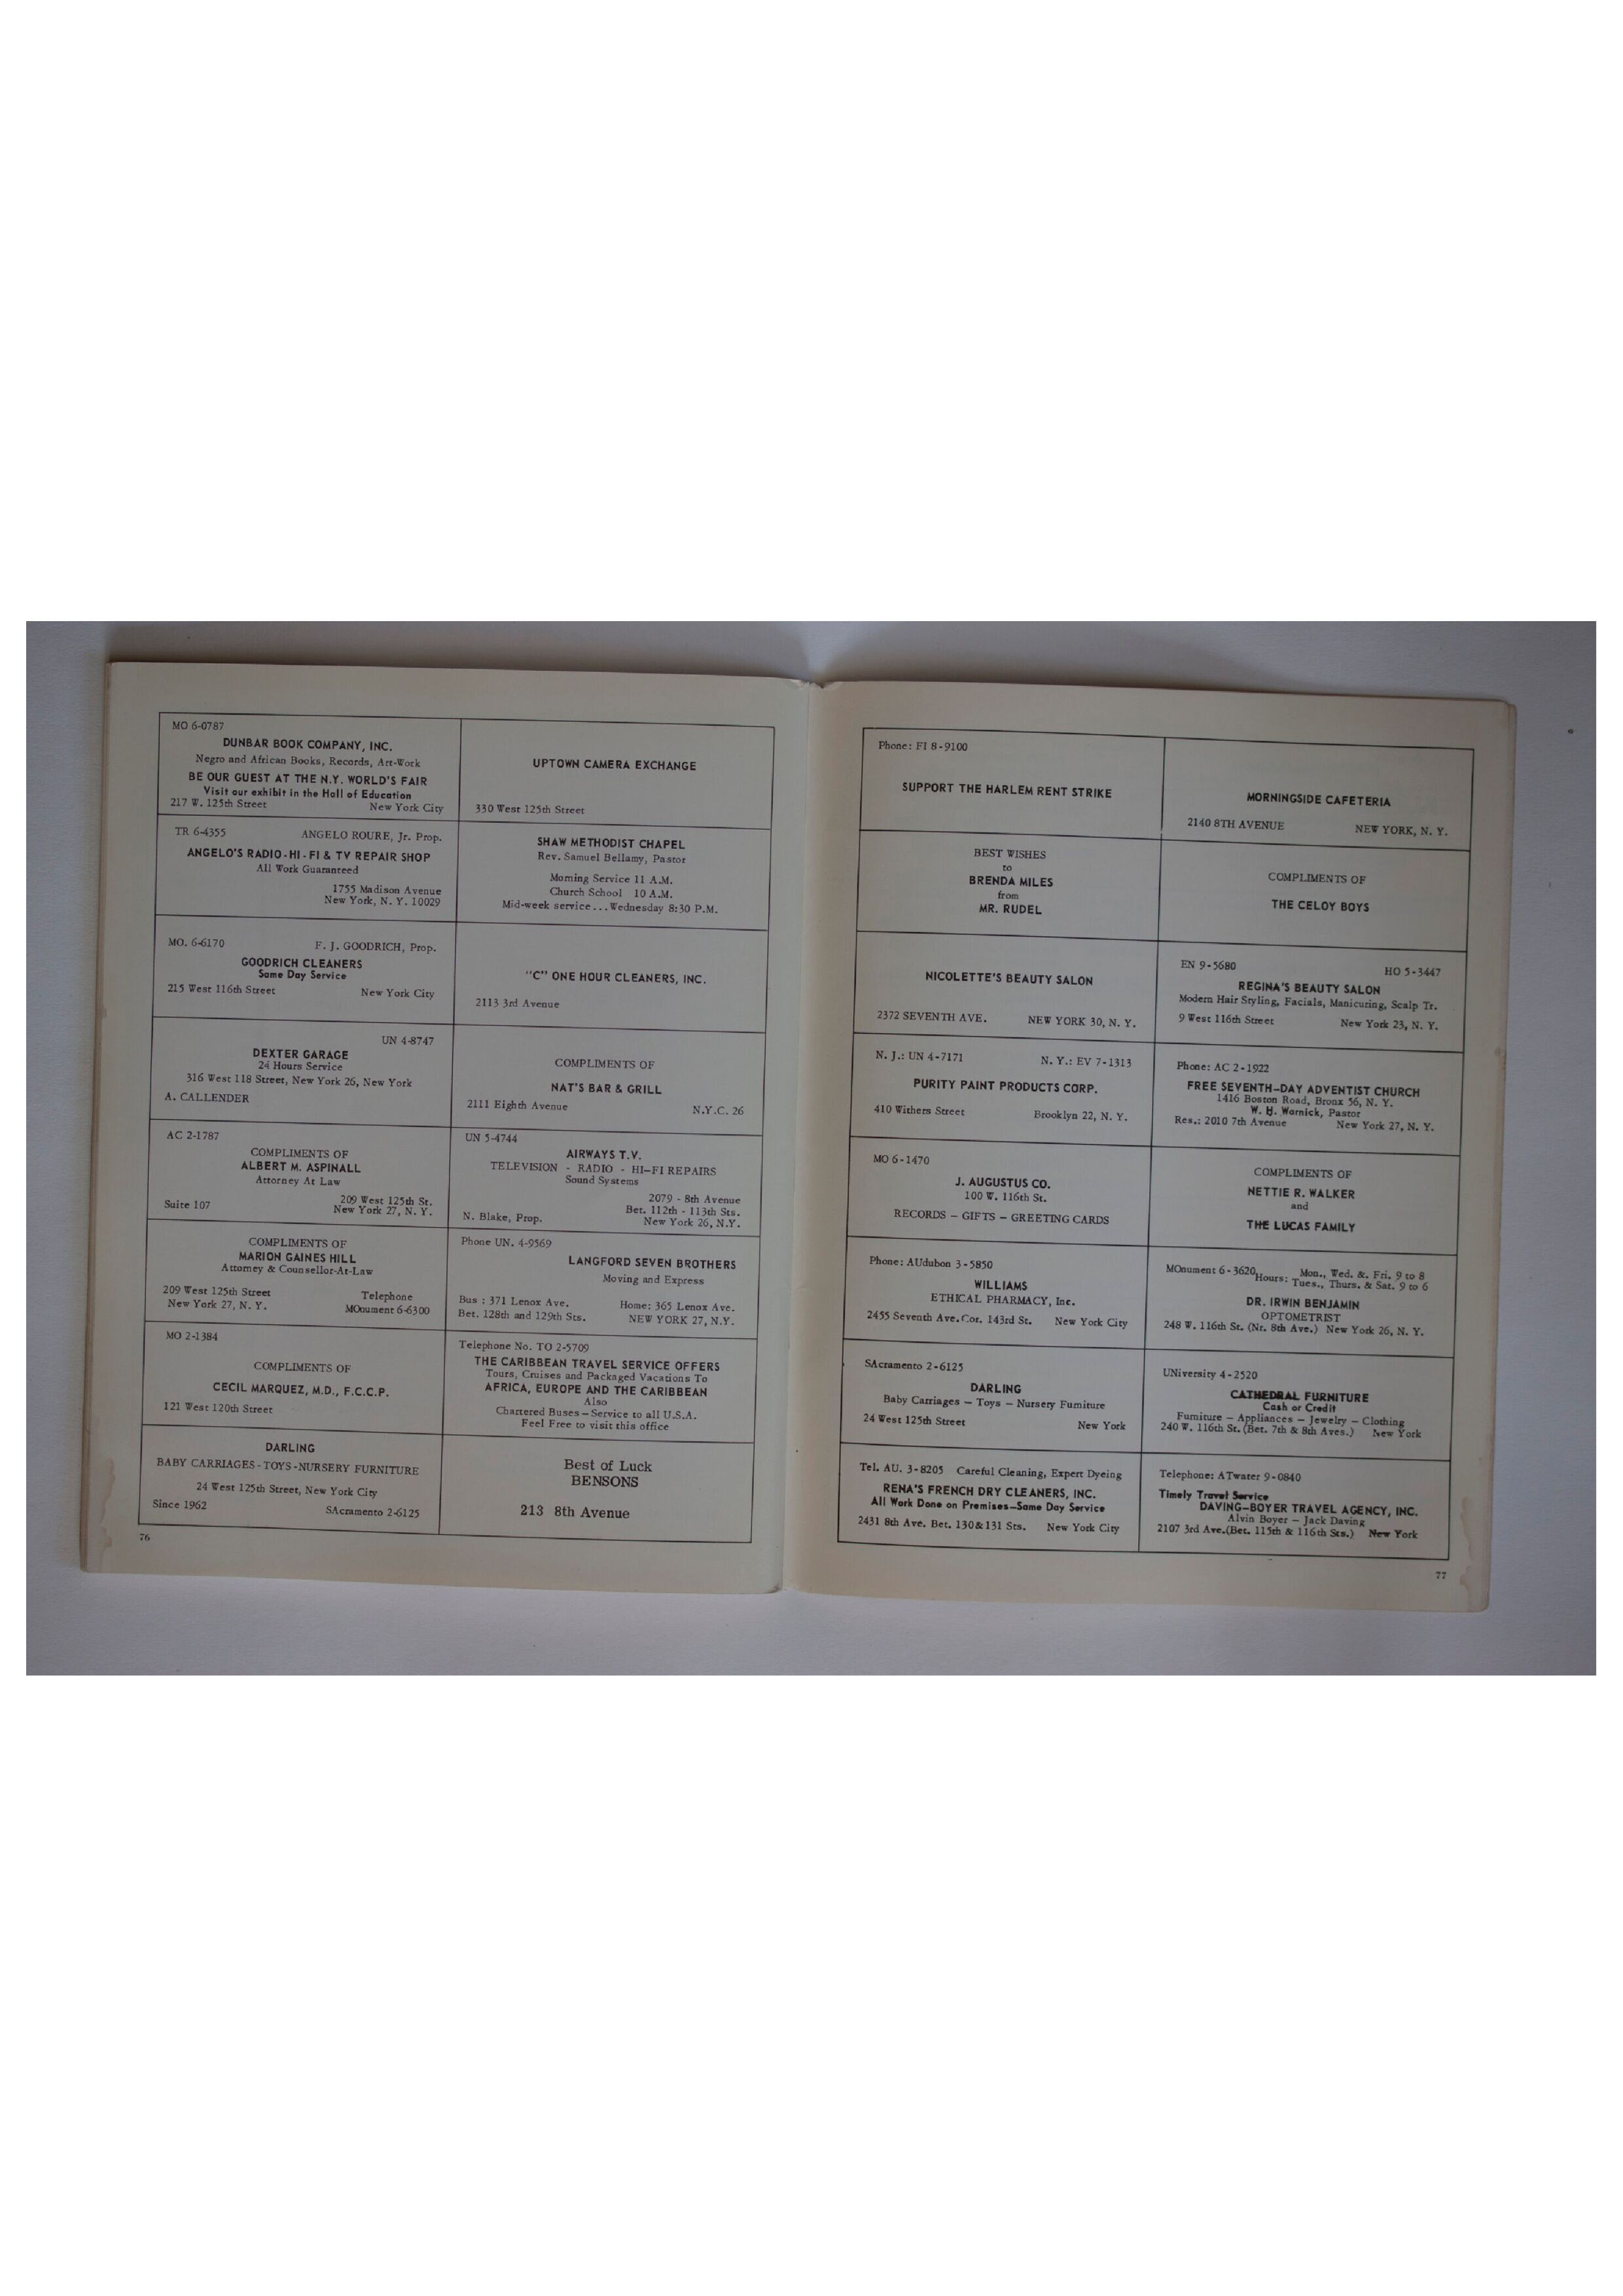 MO 6-0787
DUNBAR BOOK COMPANY, INC.
Negro and African Books, Records, Art-Work
BE OUR GUEST AT THE N.Y. WORLD'S FAIR
Visit our exhibit in the Hall of Education
217 W. 125th Street New York City
UPTOWN CAMERA EXCHANGE
330 West 125th Street
TR 6-4355 ANGELO ROURE, Jr. Prop.
ANGELO'S RADIO-HI-FI & TV REPAIR SHOP
All Work Guaranteed
1755 Madison Avenue
New York, N. Y. 10029
SHAW METHODIST CHAPEL
Rev. Samuel Bellamy, Pastor
Morning Service 11 A.M.
Church School 10 A.M.
Mid-week service...Wednesday 8:30 P.M.
MO. 6-6170 F. J. GOODRICH, Prop.
GOODRICH CLEANERS
Same Day Service
215 West 116th Street New York City
"C" ONE HOUR CLEANERS, INC.
2113 3rd Avenue
UN 4-8747
DEXTER GARAGE
24 Hours Service
316 West 118 Street, New York 26, New York
A. CALLENDER
COMPLIMENTS OF
NAT'S BAR & GRILL
2111 Eighth Avenue N.Y.C. 26
AC 2-1787
COMPLIMENTS OF
ALBERT M. ASPINALL
Attorney At Law
209 West 125th St.
Suite 107 New York 27, N. Y.
UN 5-4744
AIRWAYS T.V.
TELEVISION - RADIO - HI-FI REPAIRS
Sound Systems
2079 - 8th Avenue
Bet. 112th - 113th Sts.
N. Blake, Prop. New York 26, N.Y.
COMPLIMENTS OF
MARION GAINES HILL
Attorney & Counsellor-At-Law
209 West 125th Street Telephone
New York 27, N. Y. MOnument 6-6300
Phone UN. 4-9569
LANGFORD SEVEN BROTHERS
Moving and Express
Bus : 371 Lenox Ave. Home: 365 Lenox Ave.
Bet. 128th and 129th Sts. NEW YORK 27, N.Y.
MO 2-1384
COMPLIMENTS OF
CECIL MARQUEZ, M.D., F.C.C.P.
121 West 120th Street
Telephone No. TO 2-5709
THE CARIBBEAN TRAVEL SERVICE OFFERS
Tours, Cruises and Packaged Vacations To
AFRICA, EUROPE AND THE CARIBBEAN
Also
Chartered Buses – Service to all U.S.A.
Feel Free to visit this office
DARLING
BABY CARRIAGES - TOYS - NURSERY FURNITURE
24 West 125th Street, New York City
Since 1962 SAcramento 2-6125
Best of Luck
BENSONS
213 8th Avenue
76
Phone: FI 8-9100
SUPPORT THE HARLEM RENT STRIKE
MORNINGSIDE CAFETERIA
2140 8TH AVENUE NEW YORK, N. Y.
BEST WISHES
to
BRENDA MILES
from
MR. RUDEL
COMPLIMENTS OF
THE CELOY BOYS
NICOLETTE'S BEAUTY SALON
2372 SEVENTH AVE. NEW YORK 30, N. Y.
EN 9-5680 HO 5-3447
REGINA'S BEAUTY SALON
Modern Hair Styling, Facials, Manicuring, Scalp Tr.
9 West 116th Street New York 23, N. Y.
N. J.: UN 4-7171 N. Y.: EV 7-1313
PURITY PAINT PRODUCTS CORP.
410 Withers Street Brooklyn 22, N. Y.
Phone: AC 2-1922
FREE SEVENTH-DAY ADVENTIST CHURCH
1416 Boston Road, Bronx 56, N. Y.
W. H. Warnick, Pastor
Res.: 2010 7th Avenue New York 27, N. Y.
MO 6-1470
J. AUGUSTUS CO.
100 W. 116th St.
RECORDS – GIFTS – GREETING CARDS
COMPLIMENTS OF
NETTIE R. WALKER
and
THE LUCAS FAMILY
Phone: AUdubon 3-5850
WILLIAMS
ETHICAL PHARMACY, Inc.
2455 Seventh Ave. Cor. 143rd St. New York City
MOnument 6-3620 Hours: Mon., Wed. &. Fri. 9 to 8
Tues., Thurs. & Sat. 9 to 6
DR. IRWIN BENJAMIN
OPTOMETRIST
248 W. 116th St. (Nr. 8th Ave.) New York 26, N. Y.
SAcramento 2-6125
DARLING
Baby Carriages – Toys – Nursery Furniture
24 West 125th Street New York
UNiversity 4-2520
CATHEDRAL FURNITURE
Cash or Credit
Furniture – Appliances – Jewelry – Clothing
240 W. 116th St. (Bet. 7th & 8th Aves.) New York
Tel. AU. 3-8205 Careful Cleaning, Expert Dyeing
RENA'S FRENCH DRY CLEANERS, INC.
All Work Done on Premises–Same Day Service
2431 8th Ave. Bet. 130 & 131 Sts. New York City
Telephone: ATwater 9-0840
Timely Travel Service
DAVING–BOYER TRAVEL AGENCY, INC.
Alvin Boyer – Jack Daving
2107 3rd Ave.(Bet. 115th & 116th Sts.) New York
77